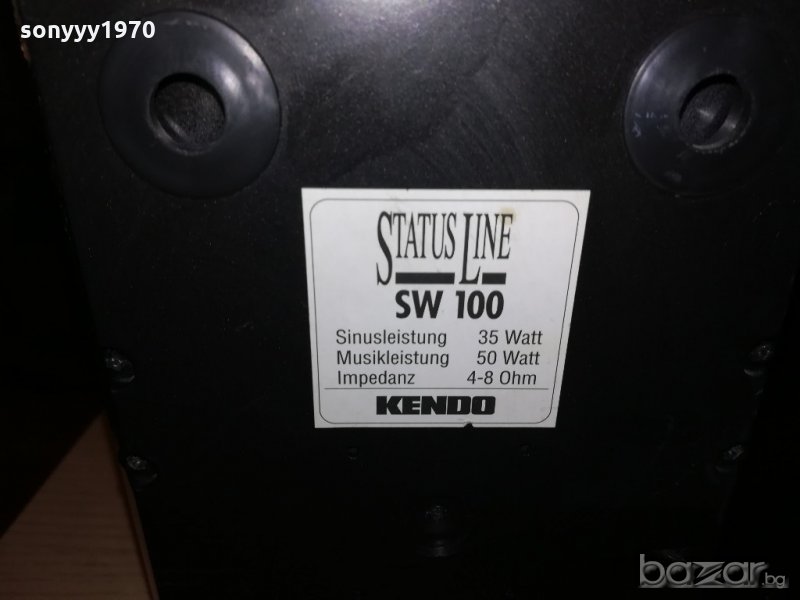 sonyyy1970
STATUS LINE
SW 100
Sinusleistung 35 Watt
Musikleistung 50 Watt
Impedanz 4-8 Ohm
KENDO
bazar.bg